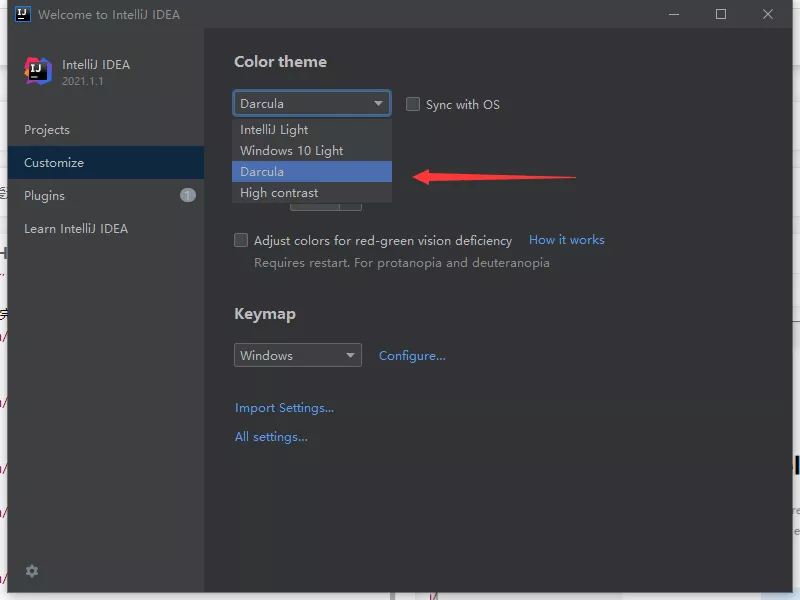 Welcome to IntelliJ IDEA
IntelliJ IDEA
2021.1.1
Projects
Customize
Plugins
1
Learn IntelliJ IDEA
Color theme
Darcula
Sync with OS
IntelliJ Light
Windows 10 Light
Darcula
High contrast
Adjust colors for red-green vision deficiency
How it works
Requires restart. For protanopia and deuteranopia
Keymap
Windows
Configure...
Import Settings...
All settings...